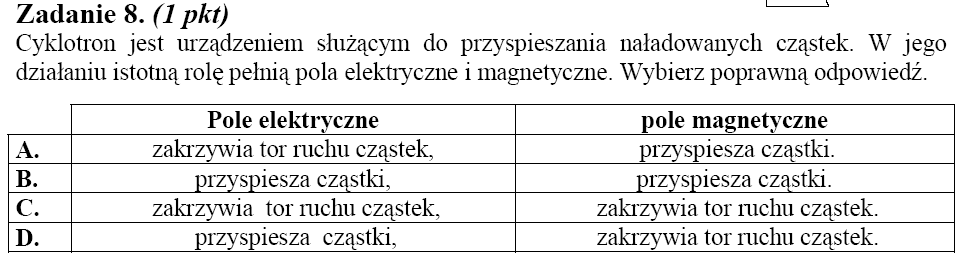 Zadanie 8. (1 pkt)
Cyklotron jest urządzeniem służącym do przyspieszania naładowanych cząstek. W jego
działaniu istotną rolę pełnią pola elektryczne i magnetyczne. Wybierz poprawną odpowiedź.
Pole elektryczne pole magnetyczne
A. zakrzywia tor ruchu cząstek, przyspiesza cząstki.
B. przyspiesza cząstki, przyspiesza cząstki.
C. zakrzywia tor ruchu cząstek, zakrzywia tor ruchu cząstek.
D. przyspiesza cząstki, zakrzywia tor ruchu cząstek.